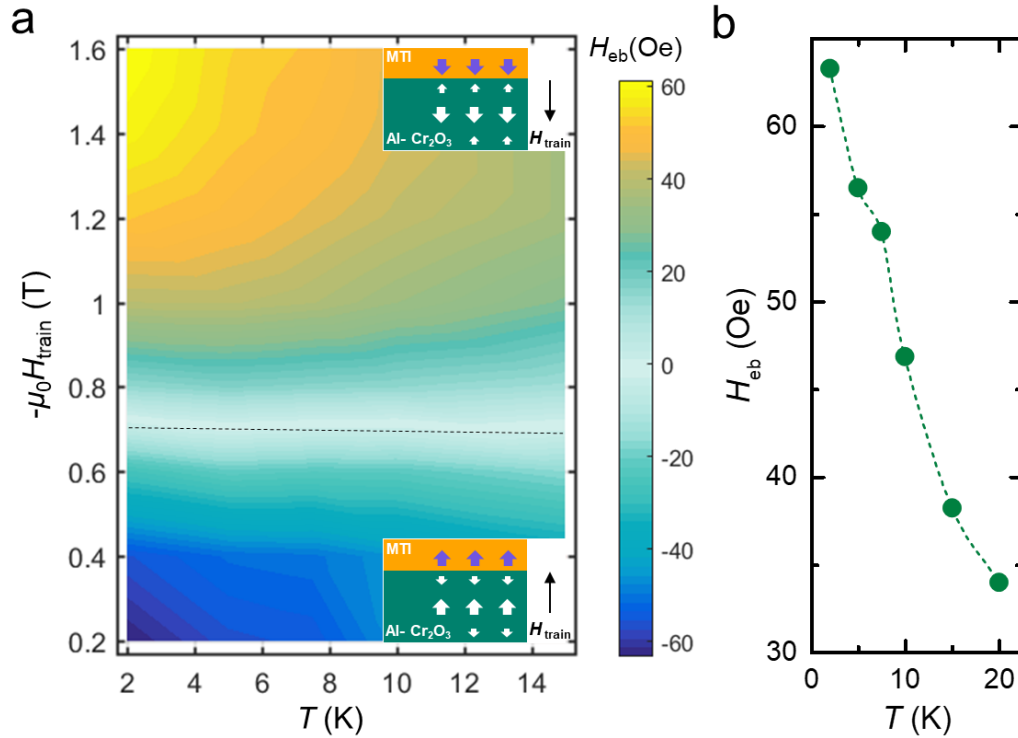 a
-μ₀H_train (T)
1.6
1.4
1.2
1
0.8
0.6
0.4
0.2
2
4
6
8
10
12
14
T (K)
MTI
Al- Cr₂O₃
H_train
MTI
Al- Cr₂O₃
H_train
H_eb(Oe)
60
40
20
0
-20
-40
-60
b
H_eb (Oe)
60
50
40
30
0
10
20
T (K)